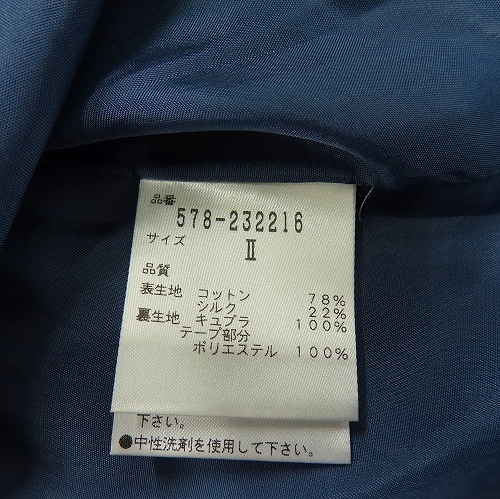 品番
578-232216
サイズ
Ⅱ
品質
表生地 コットン 78%
シルク 22%
裏生地 キュプラ 100%
テープ部分
ポリエステル 100%
下さい。
●中性洗剤を使用して下さい。